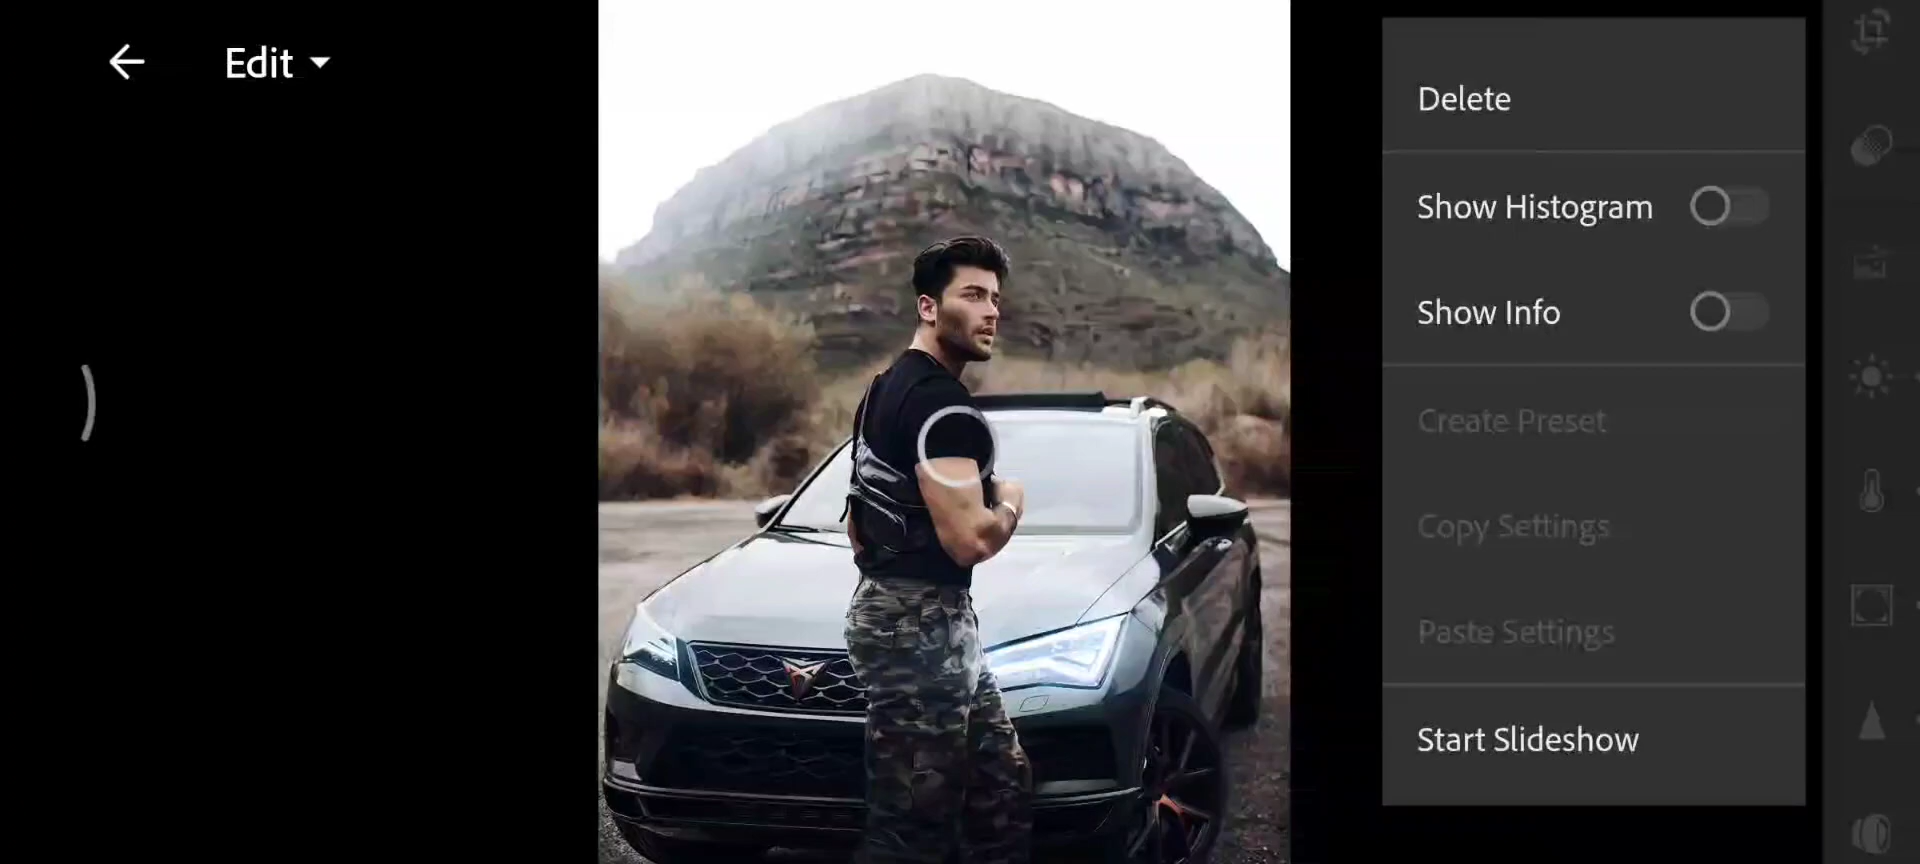 Edit
Delete
Show Histogram
Show Info
Create Preset
Copy Settings
Paste Settings
Start Slideshow